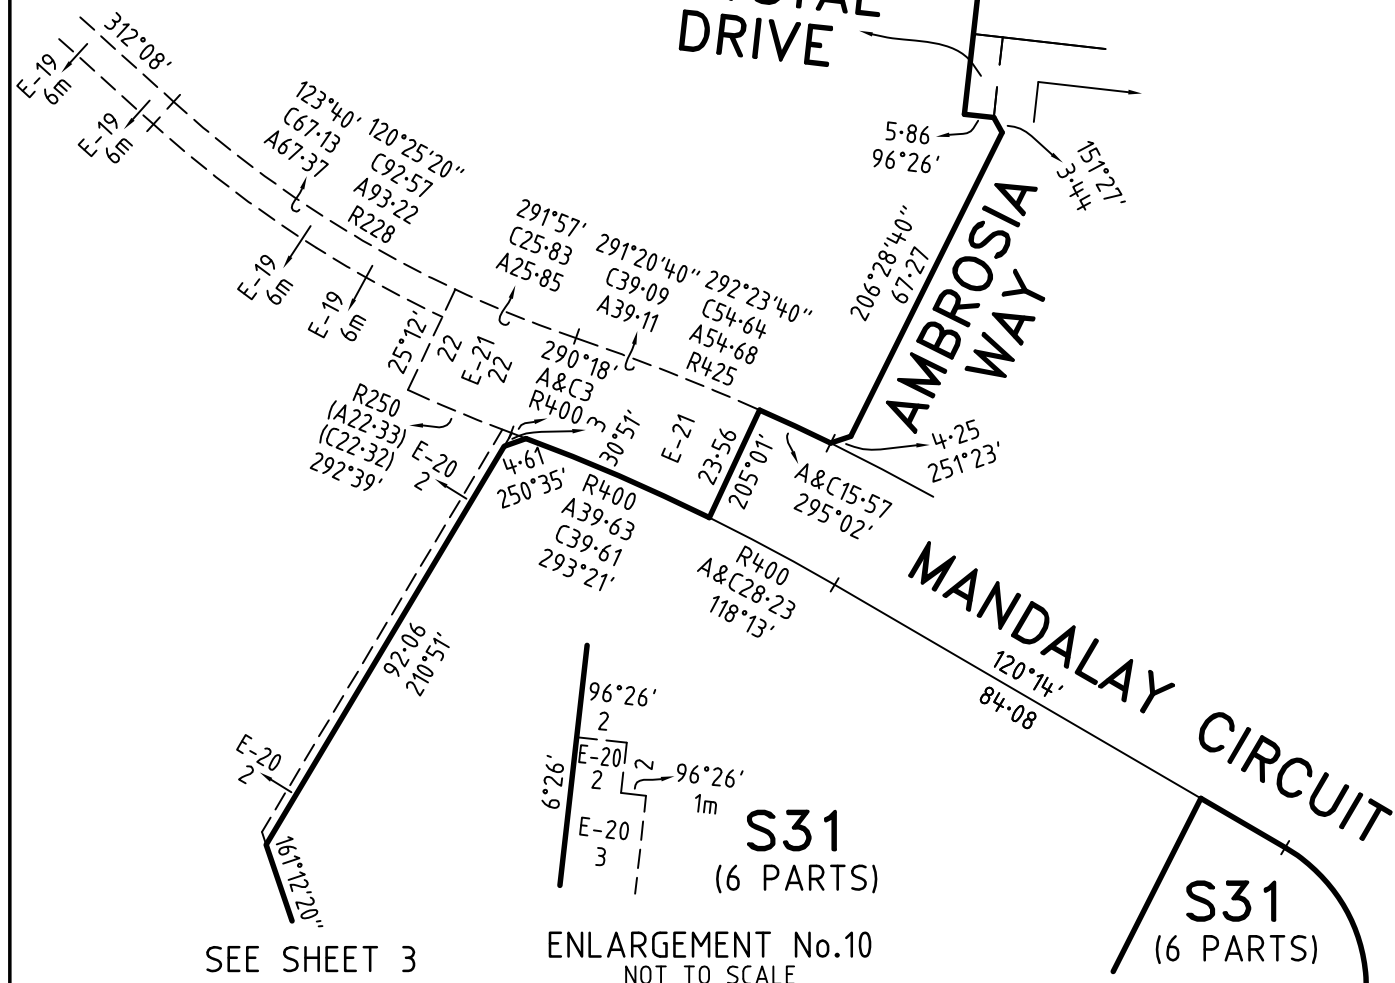 DRIVE
312°08'
E-19
6m
E-19
6m
123°40'
C67·13
A67·37
120°25'20"
C92·57
A93·22
R228
E-19
6m
E-19
6m
5·86
96°26'
151°27'
3·44
AMBROSIA
WAY
206°28'40"
67·27
291°57'
C25·83
A25·85
291°20'40"
C39·09
A39·11
292°23'40"
C54·64
A54·68
R425
25°12'
22
E-21
22
290°18'
A&C3
R400
R250
(A22·33)
(C22·32)
292°39'
E-20
2
3
30°51'
E-21
23·56
205°01'
4·61
250°35'
R400
A39·63
C39·61
293°21'
A&C15·57
295°02'
4·25
251°23'
R400
A&C28·23
118°13'
MANDALAY CIRCUIT
120°14'
84·08
92·06
210°51'
E-20
2
161°12'20"
SEE SHEET 3
96°26'
2
E-20
2
2
6°26'
96°26'
1m
E-20
3
S31
(6 PARTS)
ENLARGEMENT No.10
NOT TO SCALE
S31
(6 PARTS)